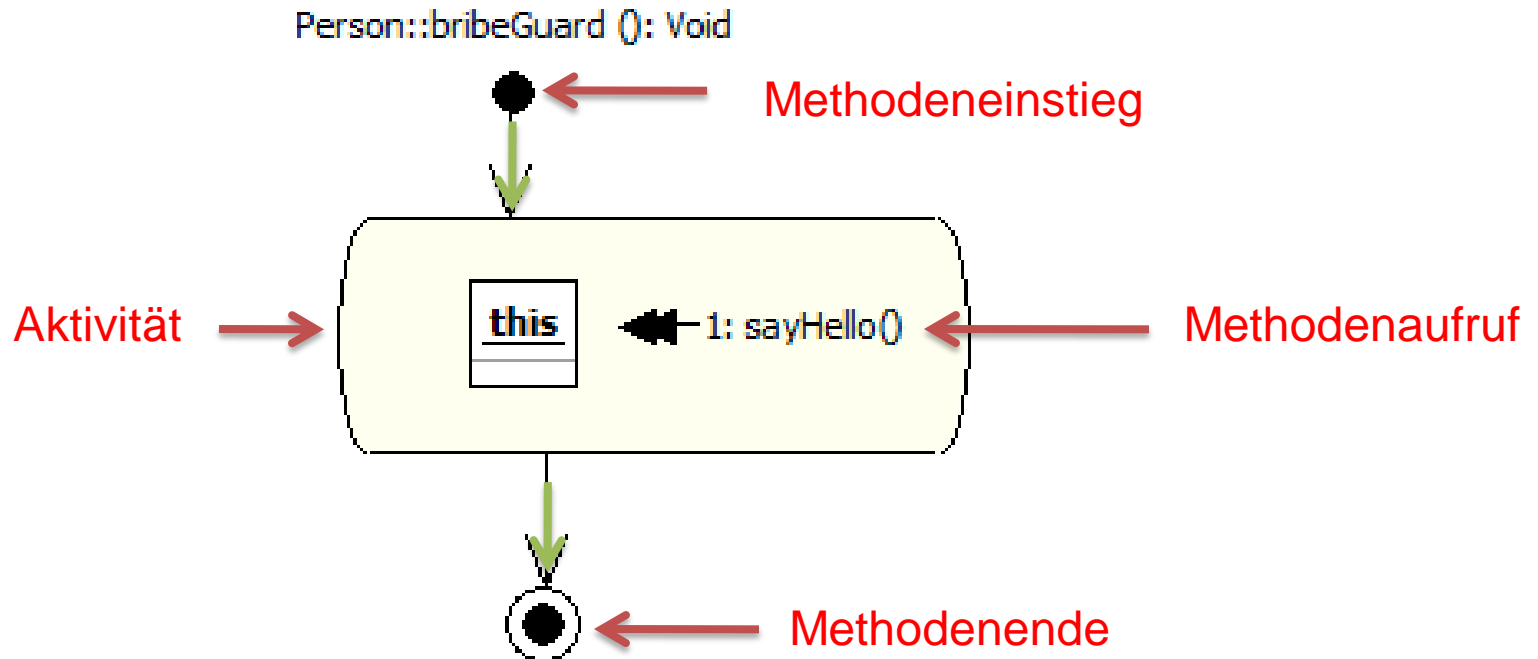 Person::bribeGuard (): Void
Methodeneinstieg
Aktivität
this
1: sayHello()
Methodenaufruf
Methodenende